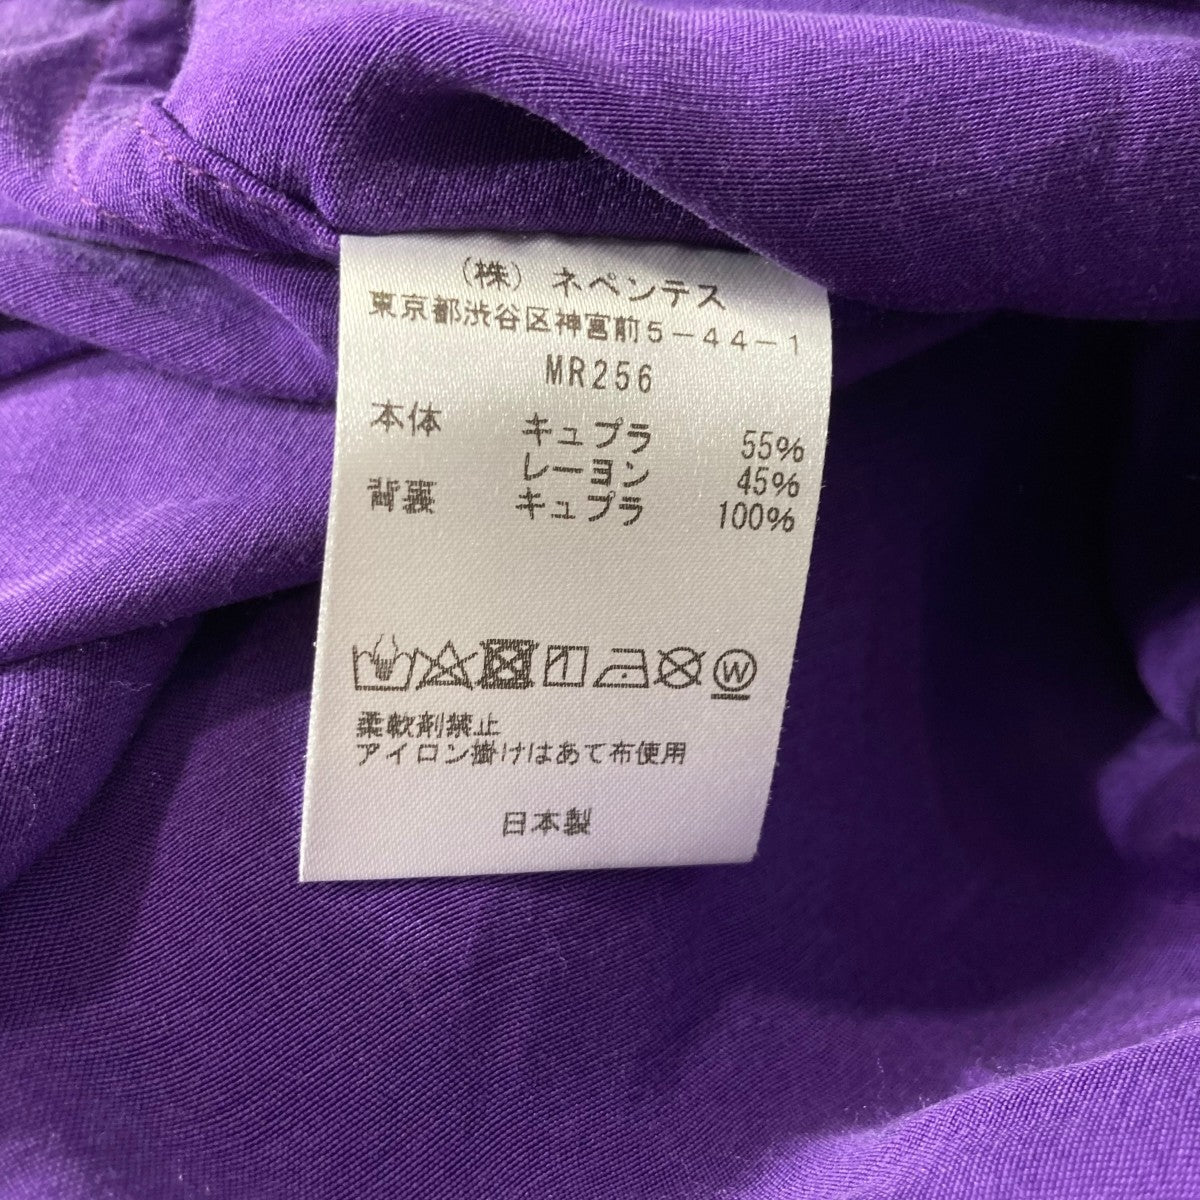 (株) ネペンテス
東京都渋谷区神宮前5-44-1
MR256
本体 キュプラ 55%
レーヨン 45%
背裏 キュプラ 100%
W
柔軟剤禁止
アイロン掛けはあて布使用
日本製